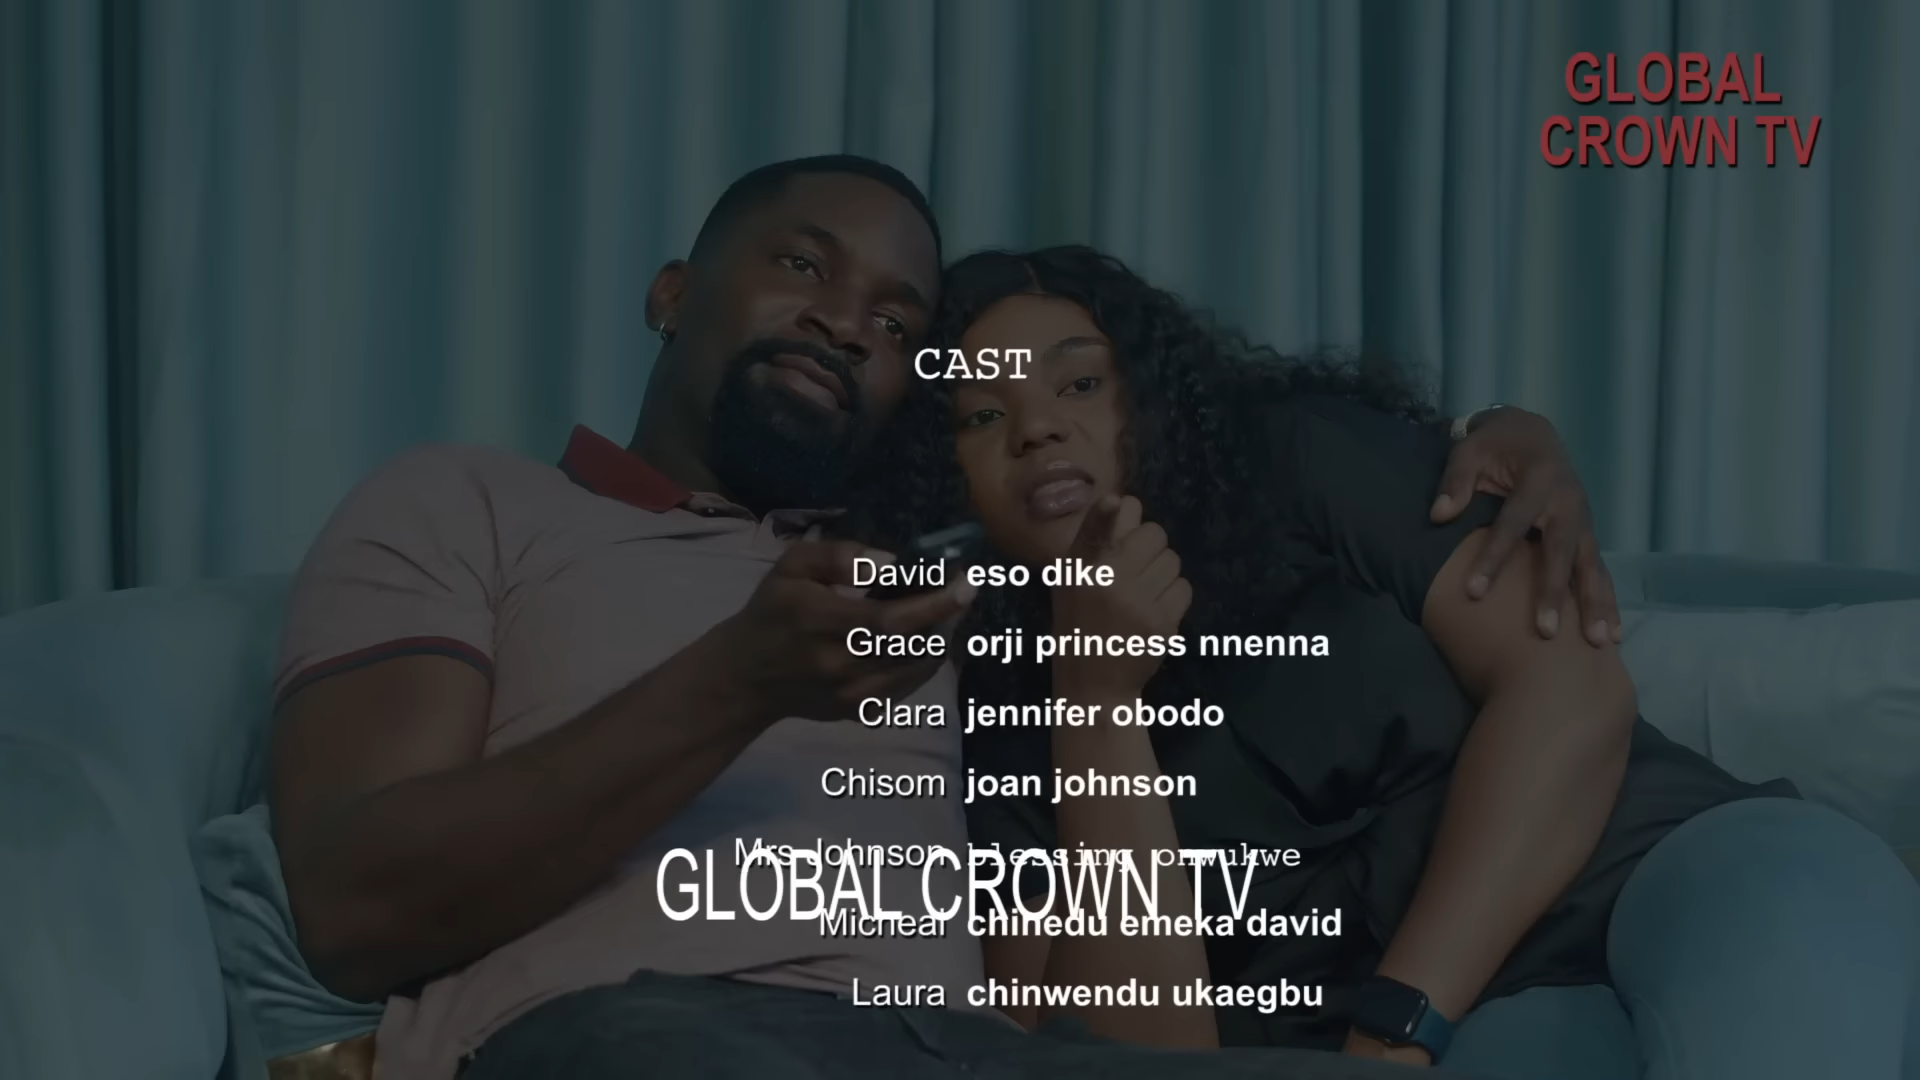 GLOBAL
CROWN TV
CAST
David eso dike
Grace orji princess nnenna
Clara jennifer obodo
Chisom joan johnson
Mrs Johnson blessing onwukwe
GLOBAL CROWN TV
Micheal chinedu emeka david
Laura chinwendu ukaegbu